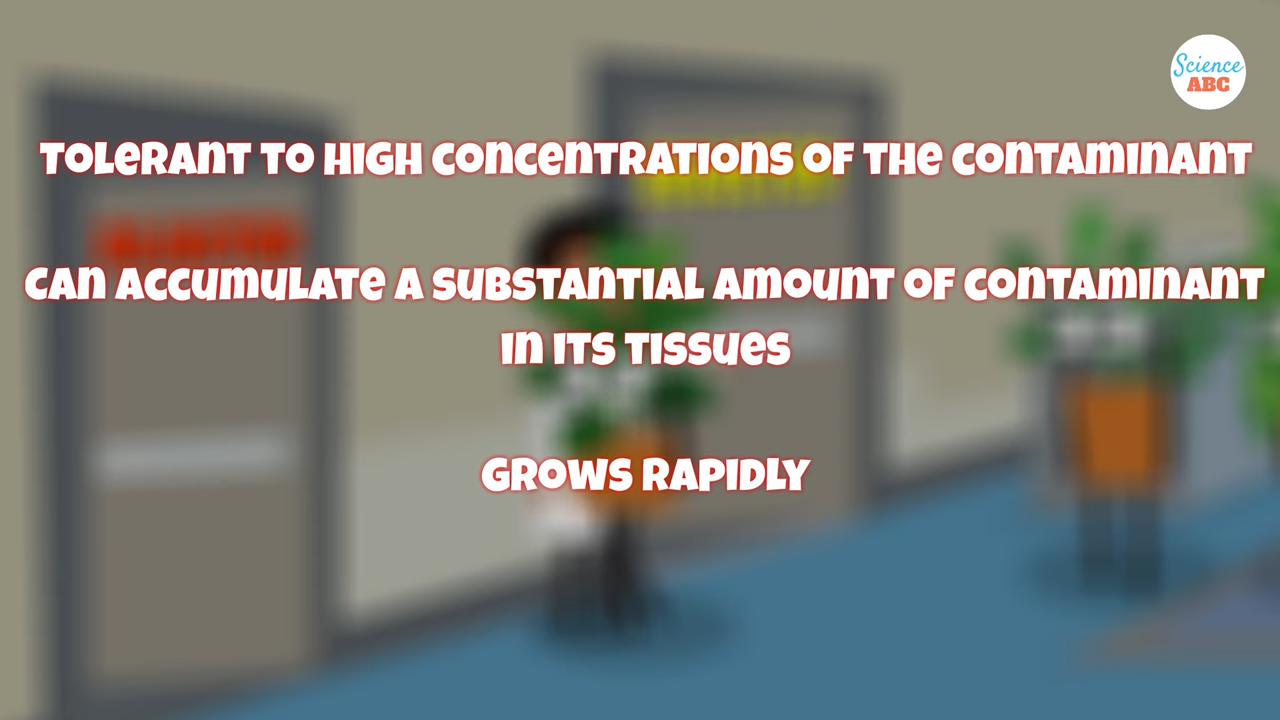 Science
ABC
TOLERANT TO HIGH CONCENTRATIONS OF THE CONTAMINANT
CAN ACCUMULATE A SUBSTANTIAL AMOUNT OF CONTAMINANT
IN ITS TISSUES
GROWS RAPIDLY